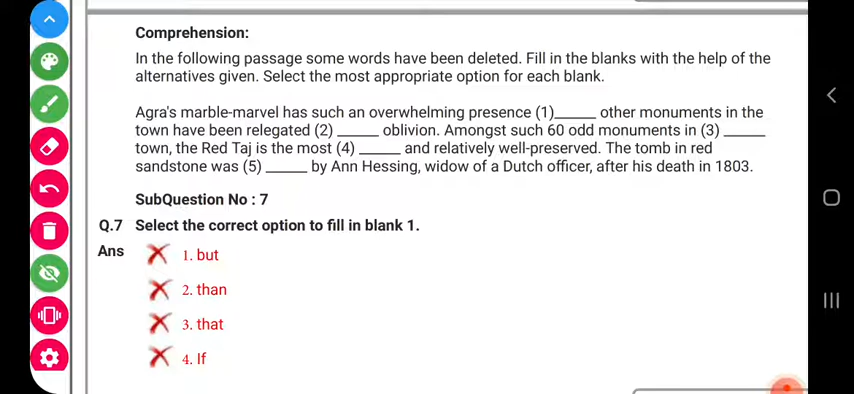 Comprehension:
In the following passage some words have been deleted. Fill in the blanks with the help of the
alternatives given. Select the most appropriate option for each blank.
Agra's marble-marvel has such an overwhelming presence (1)_____ other monuments in the
town have been relegated (2) _____ oblivion. Amongst such 60 odd monuments in (3) _____
town, the Red Taj is the most (4) _____ and relatively well-preserved. The tomb in red
sandstone was (5) _____ by Ann Hessing, widow of a Dutch officer, after his death in 1803.
SubQuestion No : 7
Q.7 Select the correct option to fill in blank 1.
Ans 1. but
2. than
3. that
4. If